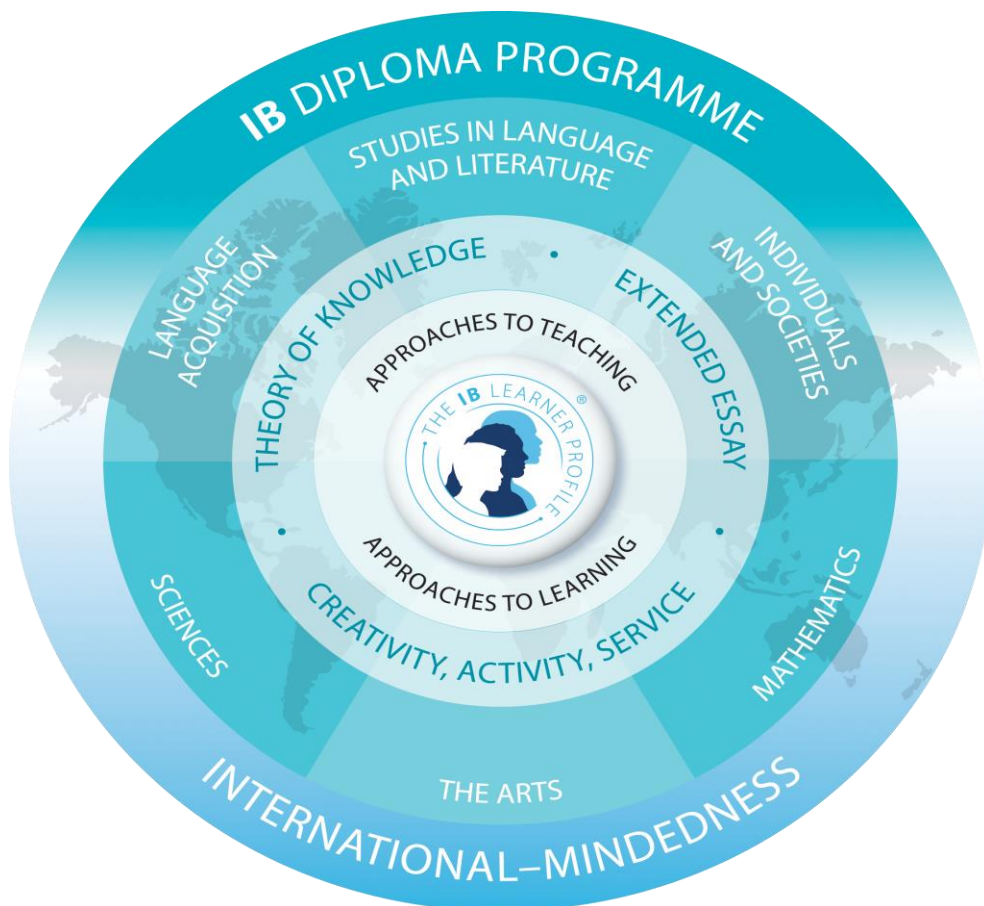 IB DIPLOMA PROGRAMME
STUDIES IN LANGUAGE
AND LITERATURE
LANGUAGE
ACQUISITION
INDIVIDUALS
AND SOCIETIES
THEORY OF KNOWLEDGE
•
EXTENDED ESSAY
APPROACHES TO TEACHING
• THE IB LEARNER PROFILE •
®
APPROACHES TO LEARNING
•
•
CREATIVITY, ACTIVITY, SERVICE
SCIENCES
MATHEMATICS
THE ARTS
INTERNATIONAL–MINDEDNESS